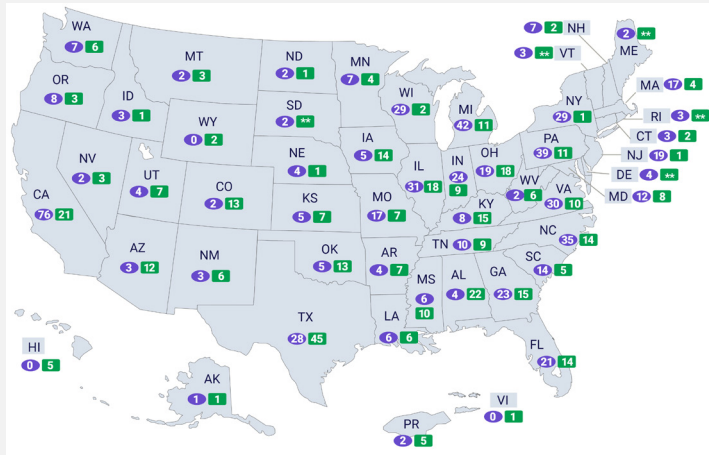 WA
7 6
OR
8 3
CA
76 21
NV
2 3
ID
3 1
MT
2 3
WY
0 2
UT
4 7
AZ
3 12
CO
2 13
NM
3 6
ND
2 1
SD
2 **
NE
4 1
KS
5 7
OK
5 13
TX
28 45
MN
7 4
IA
5 14
MO
17 7
AR
4 7
LA
6 6
WI
29 2
IL
31 18
MI
42 11
IN
24
9
OH
19 18
KY
8 15
TN 10 9
MS
6
10
AL
4 22
GA
23 15
FL
21 14
SC
14 5
NC
35 14
VA
30 10
WV
2 6
PA
39 11
NY
29 1
7 2 NH
3 ** VT
2 **
ME
MA 17 4
RI 3 **
CT 3 2
NJ 19 1
DE 4 **
MD 12 8
HI
0 5
AK
1 1
PR
2 5
VI
0 1